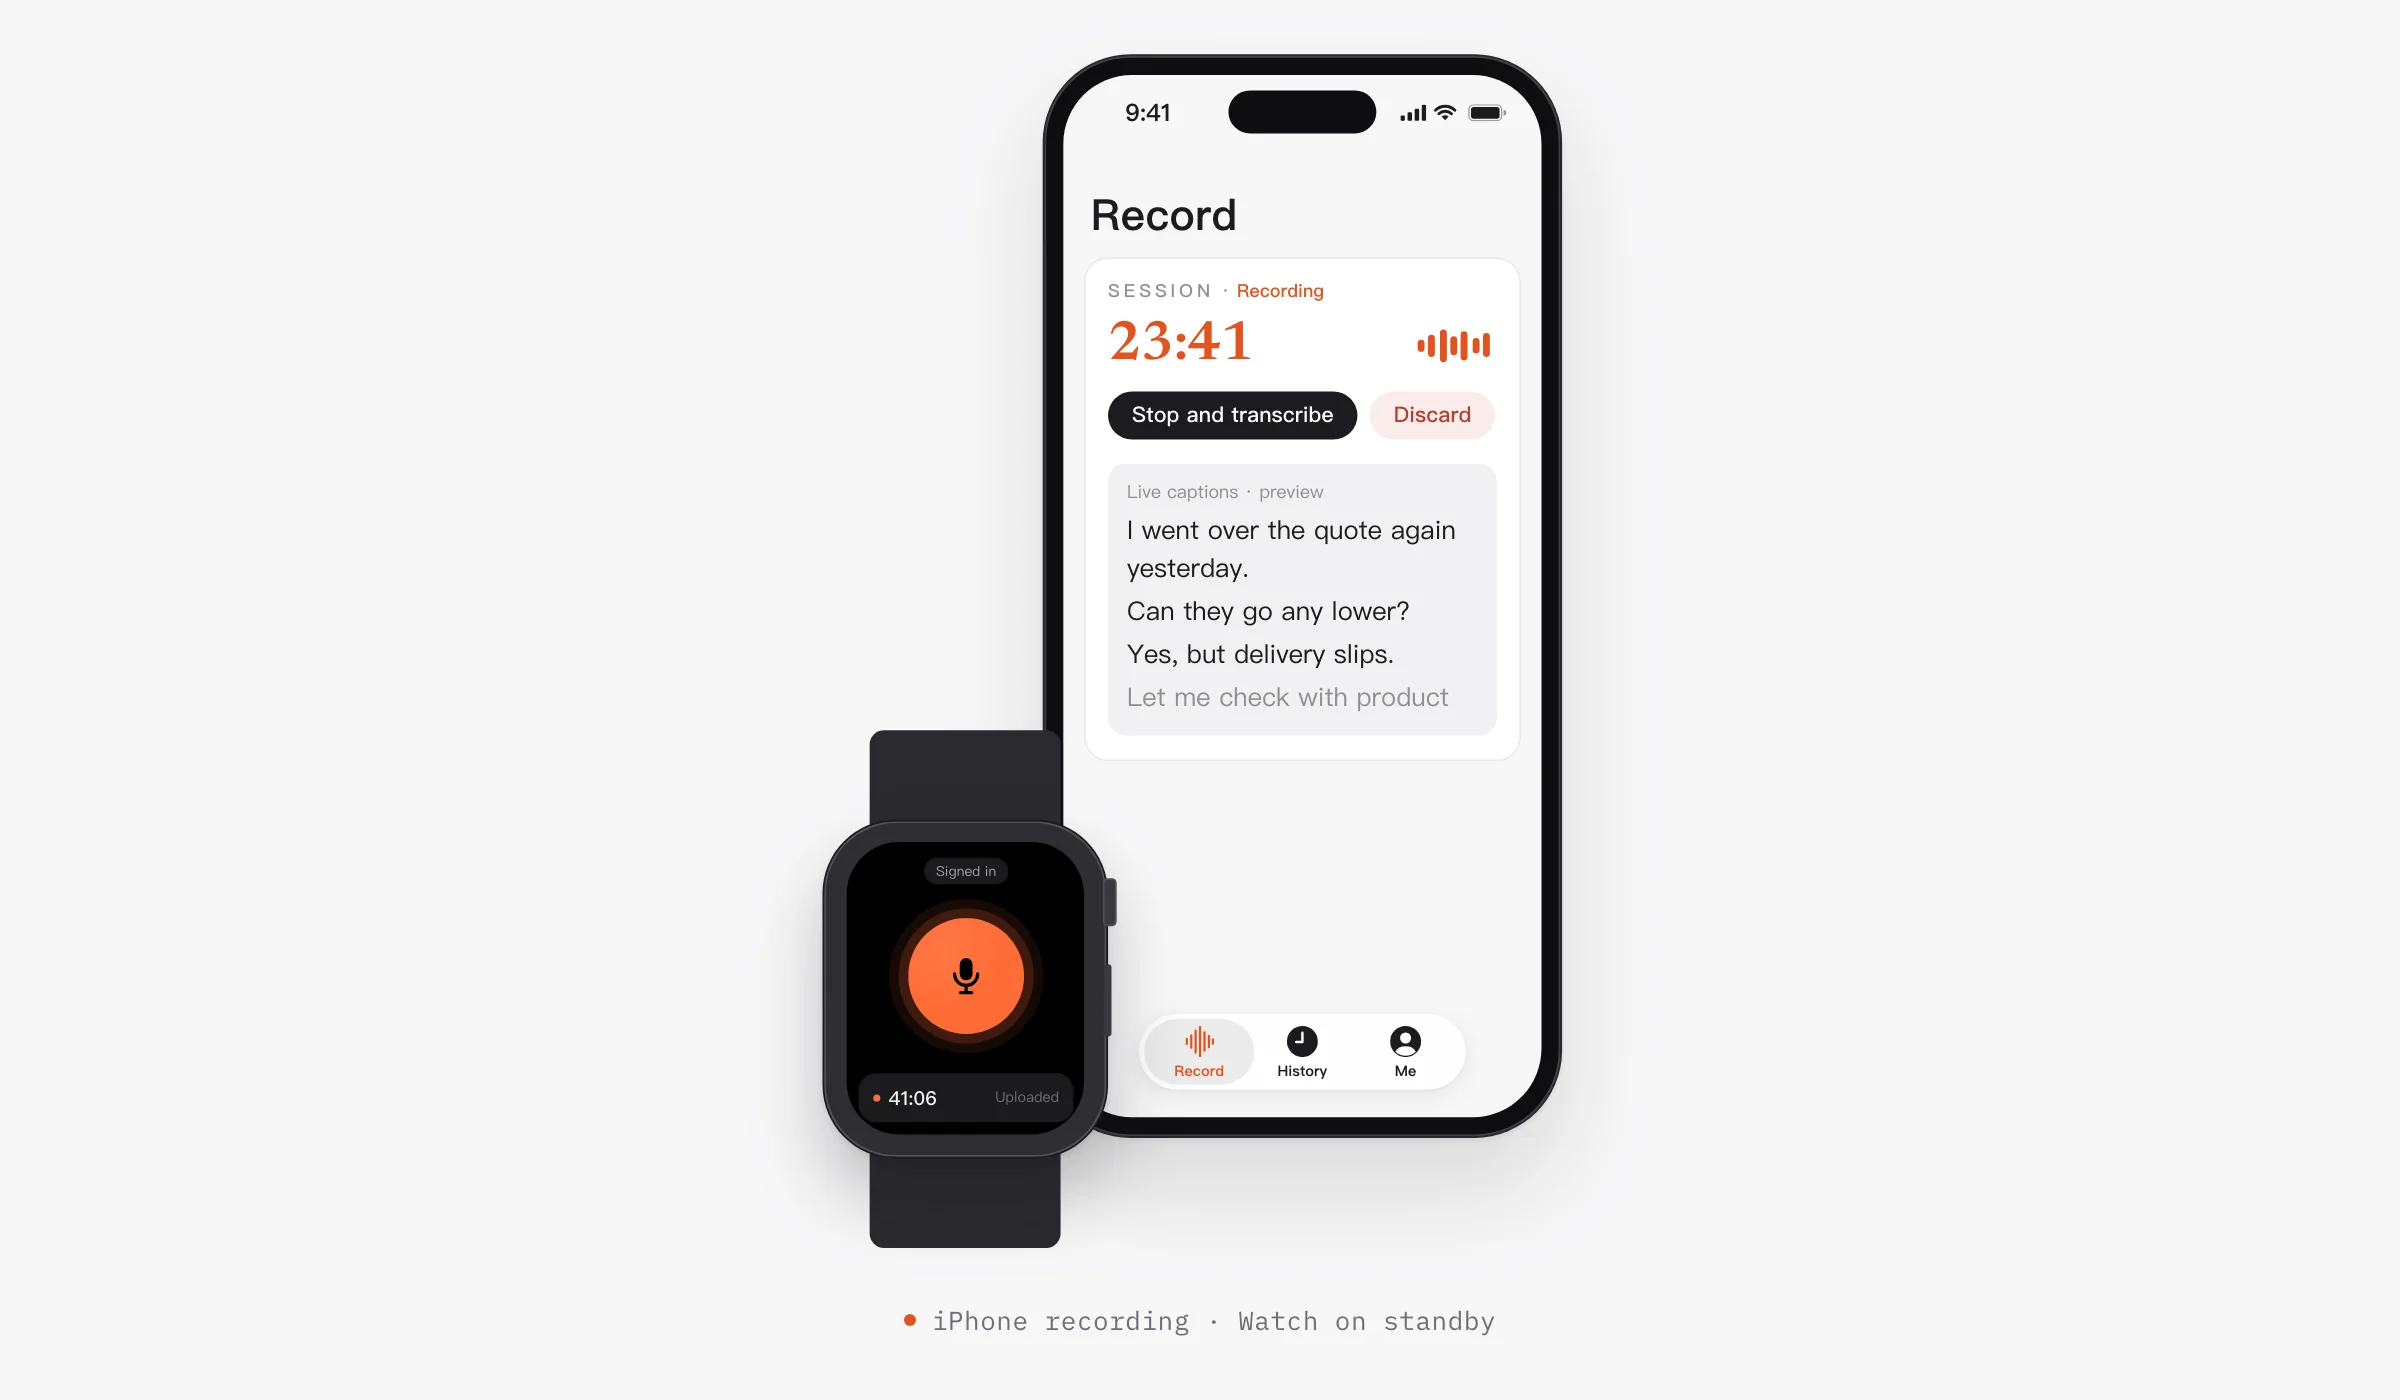 9:41
Record
SESSION · Recording
23:41
Stop and transcribe
Discard
Live captions · preview
I went over the quote again
yesterday.
Can they go any lower?
Yes, but delivery slips.
Let me check with product
Signed in
41:06
Uploaded
Record
History
Me
iPhone recording · Watch on standby